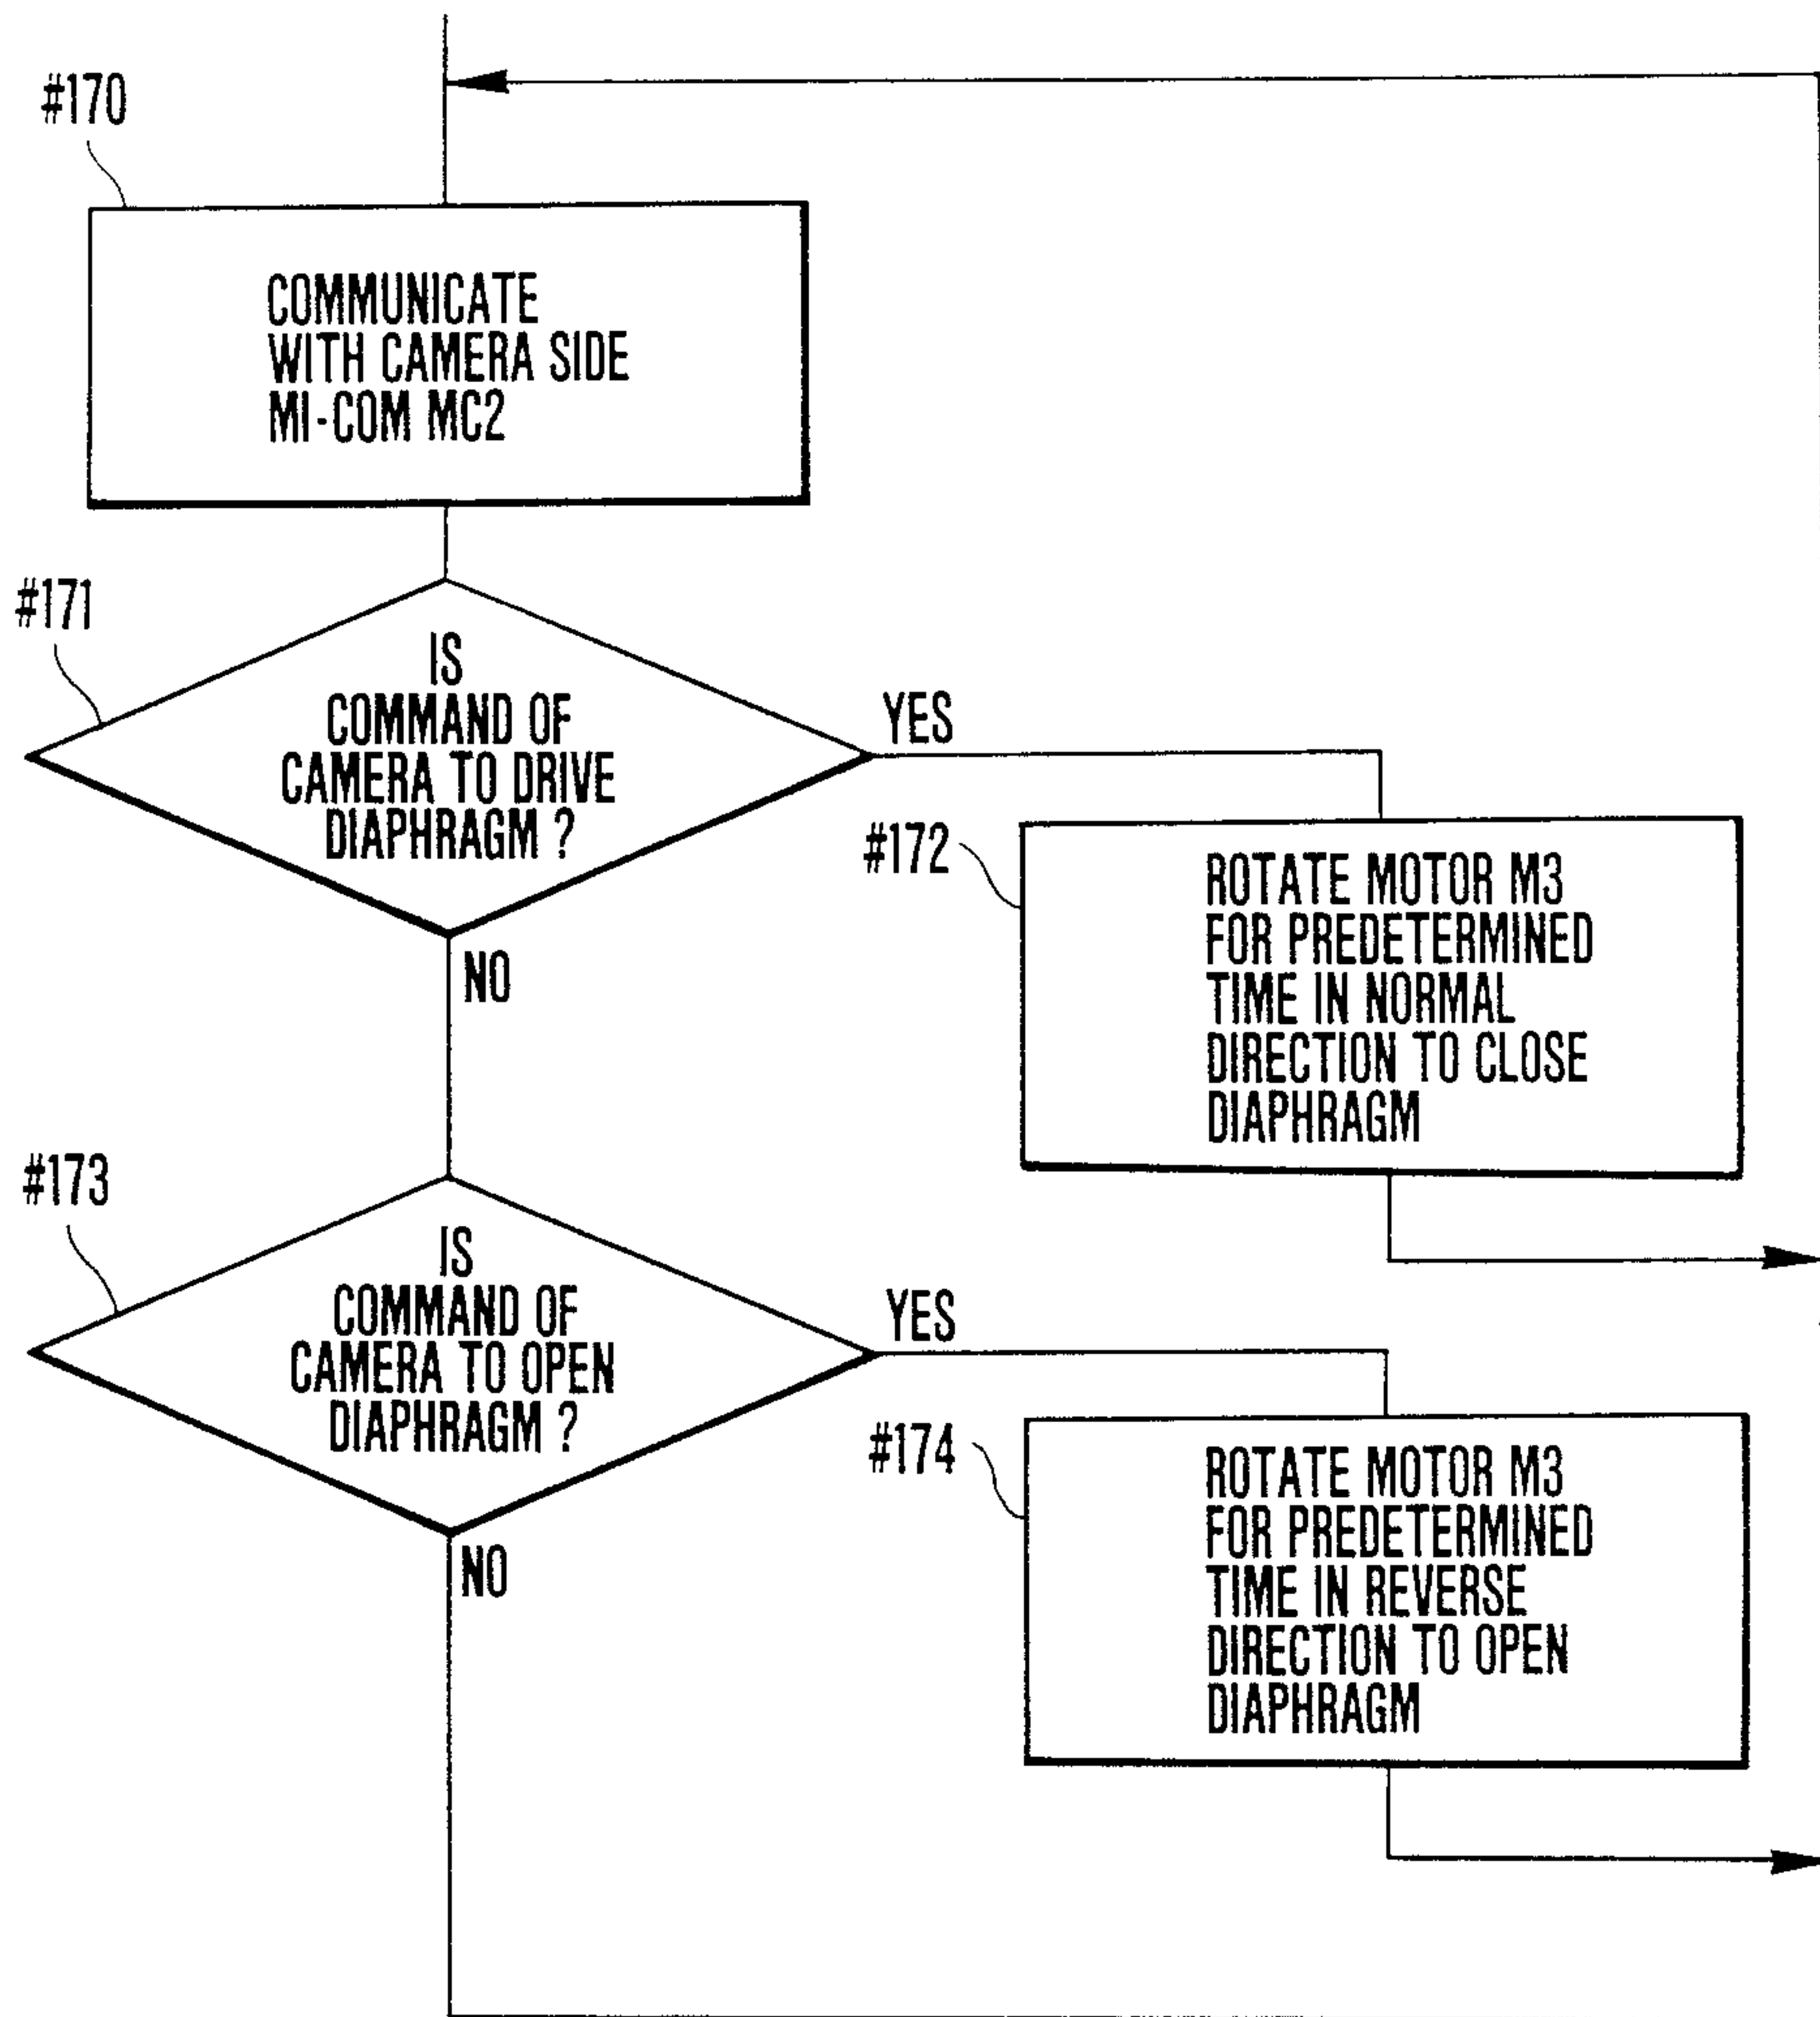 #170
COMMUNICATE
WITH CAMERA SIDE
MI-COM MC2
#171
IS
COMMAND OF
CAMERA TO DRIVE
DIAPHRAGM ?
YES
NO
#172
ROTATE MOTOR M3
FOR PREDETERMINED
TIME IN NORMAL
DIRECTION TO CLOSE
DIAPHRAGM
#173
IS
COMMAND OF
CAMERA TO OPEN
DIAPHRAGM ?
YES
NO
#174
ROTATE MOTOR M3
FOR PREDETERMINED
TIME IN REVERSE
DIRECTION TO OPEN
DIAPHRAGM